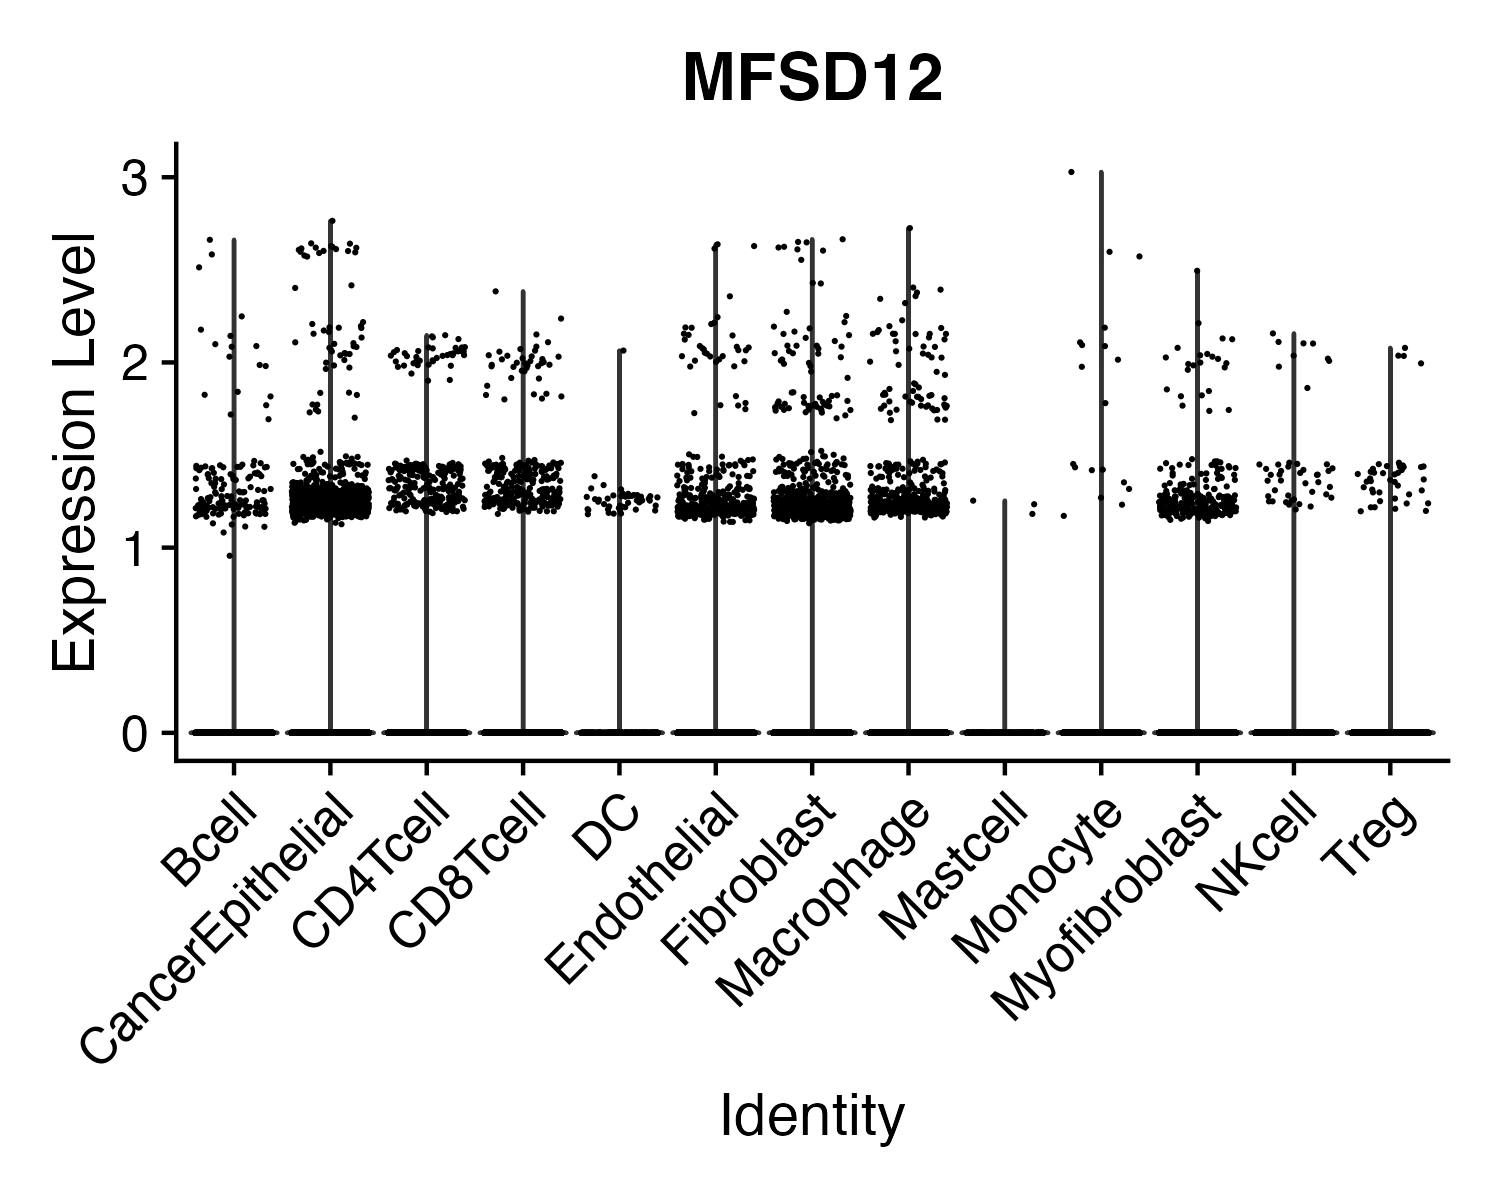 MFSD12
Expression Level
3
2
1
0
Bcell
CancerEpithelial
CD4Tcell
CD8Tcell
DC
Endothelial
Fibroblast
Macrophage
Mastcell
Monocyte
Myofibroblast
NKcell
Treg
Identity